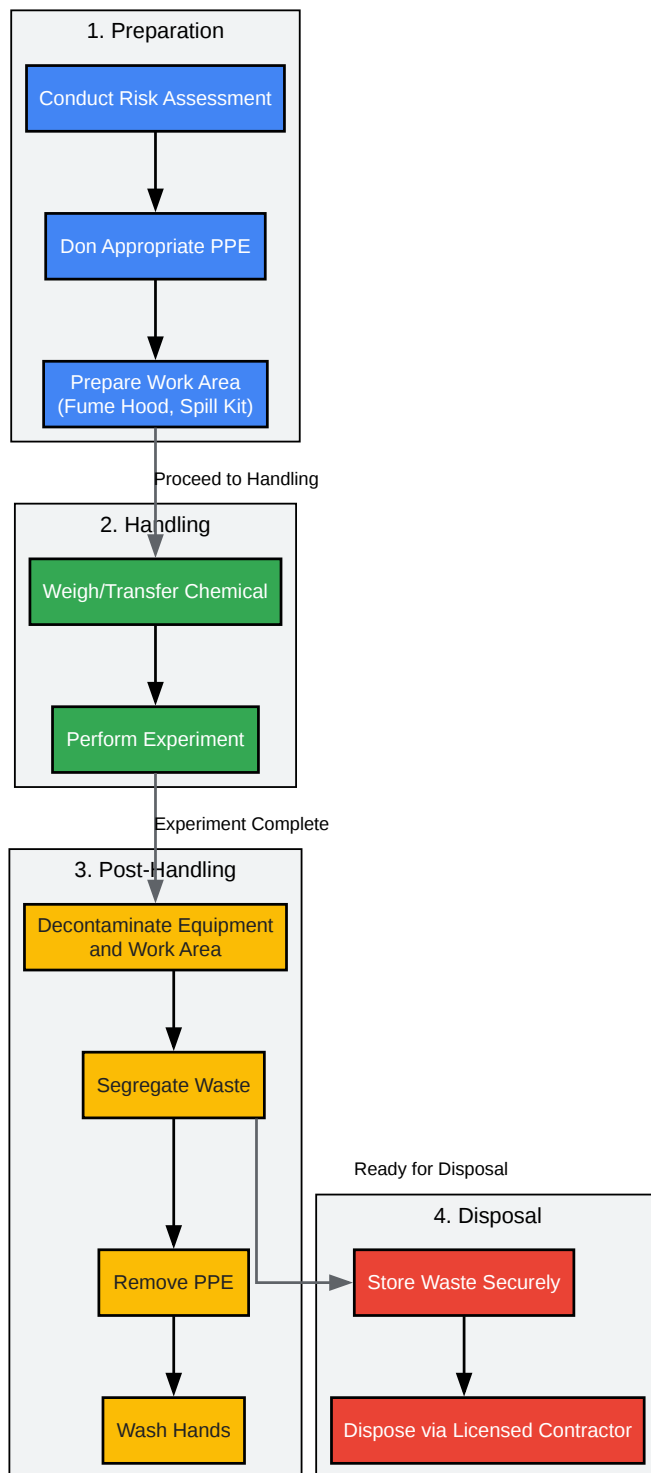 1. Preparation
Conduct Risk Assessment
Don Appropriate PPE
Prepare Work Area
(Fume Hood, Spill Kit)
Proceed to Handling
2. Handling
Weigh/Transfer Chemical
Perform Experiment
Experiment Complete
3. Post-Handling
Decontaminate Equipment
and Work Area
Segregate Waste
Remove PPE
Wash Hands
Ready for Disposal
4. Disposal
Store Waste Securely
Dispose via Licensed Contractor